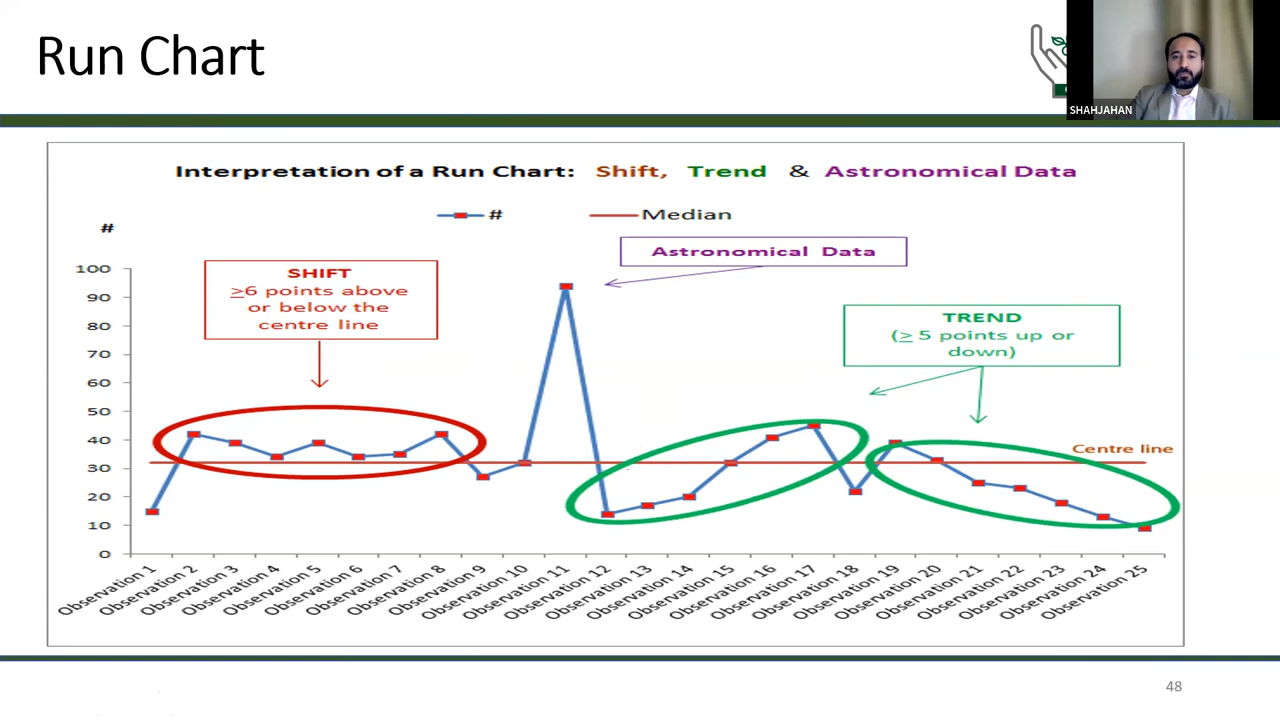 Run Chart
SHAHJAHAN
Interpretation of a Run Chart: Shift, Trend & Astronomical Data
# Median
#
Astronomical Data
SHIFT
≥6 points above
or below the
centre line
TREND
(≥ 5 points up or
down)
Centre line
100
90
80
70
60
50
40
30
20
10
0
Observation 1
Observation 2
Observation 3
Observation 4
Observation 5
Observation 6
Observation 7
Observation 8
Observation 9
Observation 10
Observation 11
Observation 12
Observation 13
Observation 14
Observation 15
Observation 16
Observation 17
Observation 18
Observation 19
Observation 20
Observation 21
Observation 22
Observation 23
Observation 24
Observation 25
48